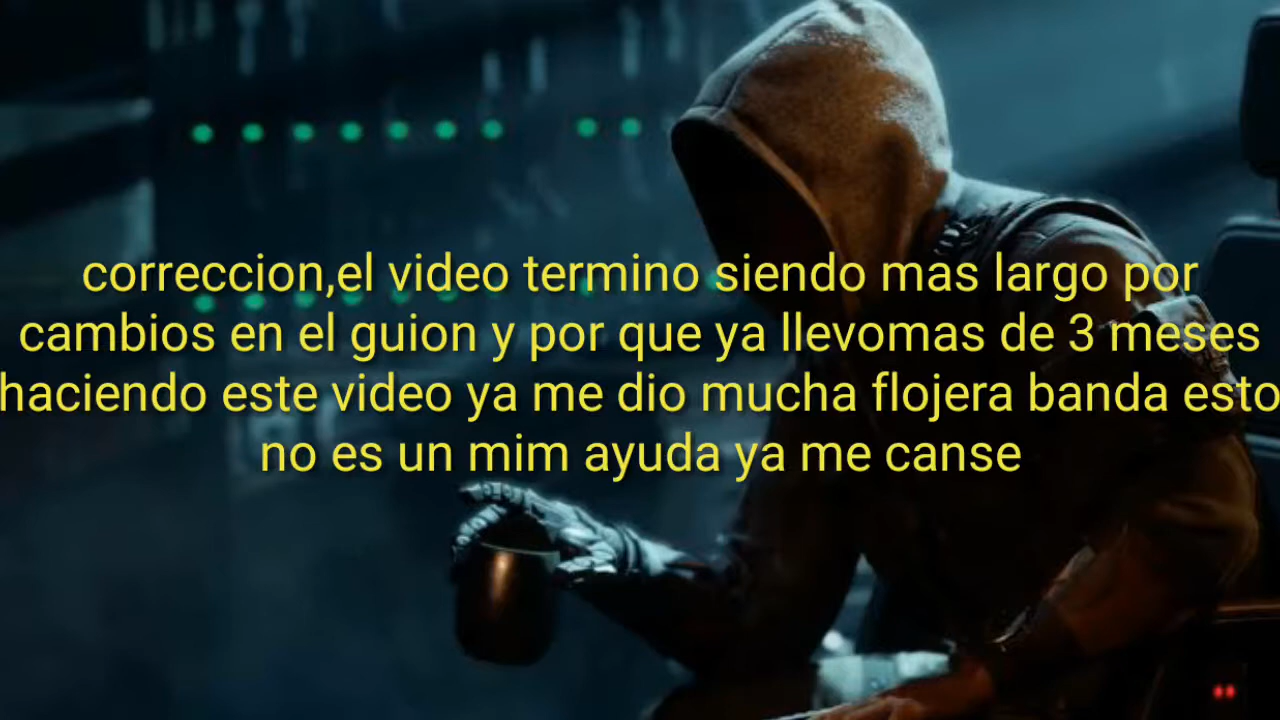 correccion,el video termino siendo mas largo por
cambios en el guion y por que ya llevomas de 3 meses
haciendo este video ya me dio mucha flojera banda esto
no es un mim ayuda ya me canse